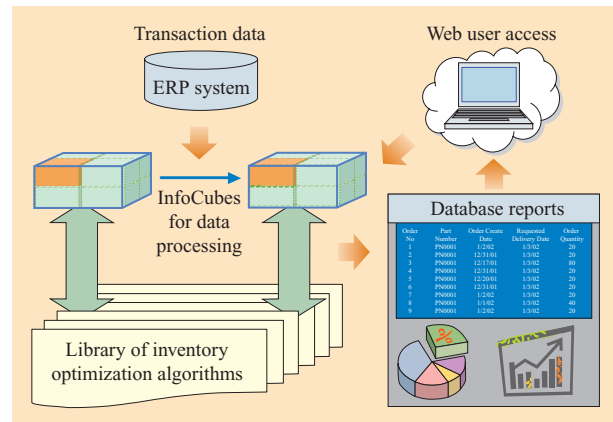 Transaction data
ERP system
Web user access
InfoCubes
for data
processing
Library of inventory
optimization algorithms
Database reports
Order Part Order Create Requested Order
No Number Date Delivery Date Quantity
1 PN0001 1/2/02 1/3/02 20
2 PN0001 12/31/01 1/3/02 20
3 PN0001 12/17/01 1/3/02 80
4 PN0001 12/31/01 1/3/02 20
5 PN0001 12/20/01 1/3/02 20
6 PN0001 12/31/01 1/3/02 20
7 PN0001 1/2/02 1/3/02 20
8 PN0001 1/1/02 1/3/02 40
9 PN0001 1/2/02 1/3/02 20
%